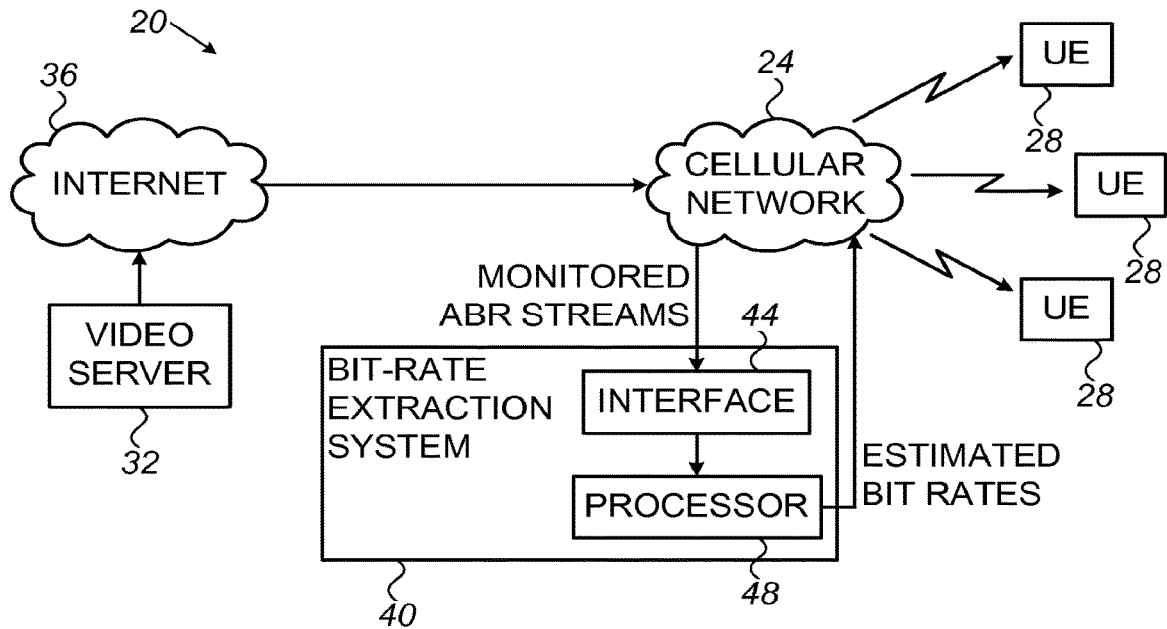 20
36
INTERNET
24
CELLULAR
NETWORK
UE
28
UE
28
UE
28
VIDEO
SERVER
32
MONITORED
ABR STREAMS
44
BIT-RATE
EXTRACTION
SYSTEM
INTERFACE
PROCESSOR
ESTIMATED
BIT RATES
40
48